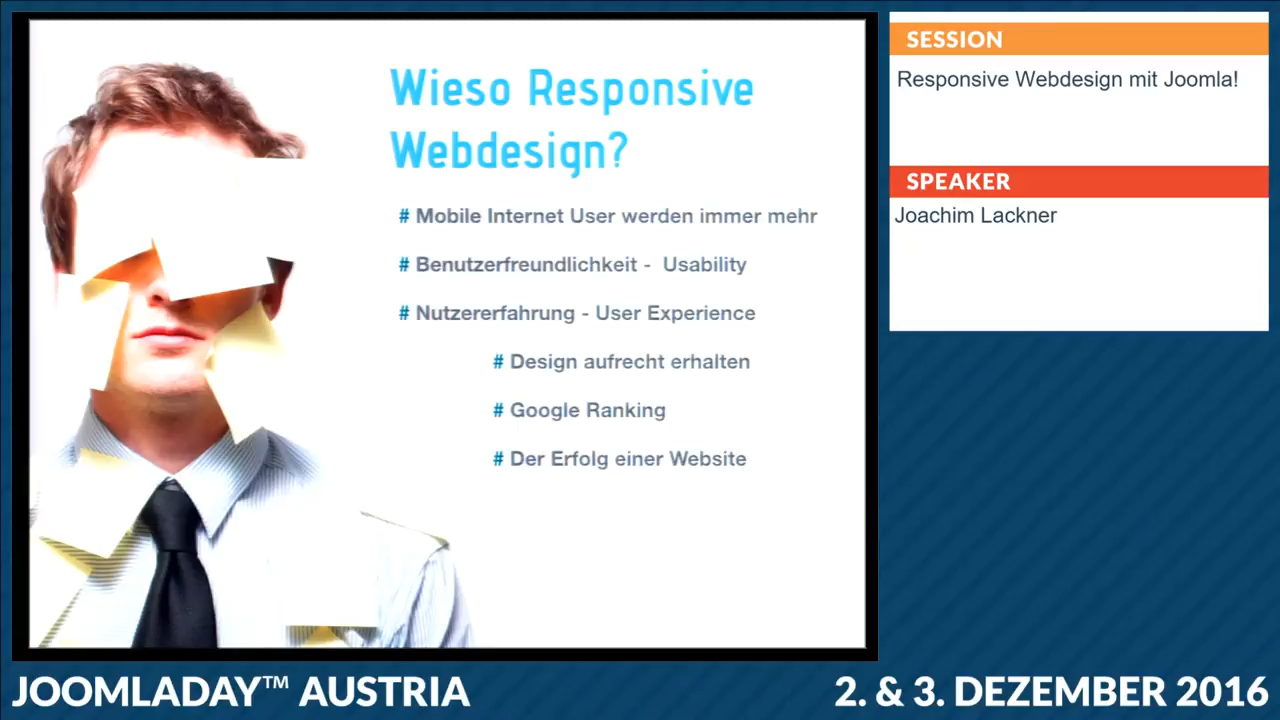 Wieso Responsive
Webdesign?
# Mobile Internet User werden immer mehr
# Benutzerfreundlichkeit - Usability
# Nutzererfahrung - User Experience
# Design aufrecht erhalten
# Google Ranking
# Der Erfolg einer Website
SESSION
Responsive Webdesign mit Joomla!
SPEAKER
Joachim Lackner
JOOMLADAY™ AUSTRIA
2. & 3. DEZEMBER 2016